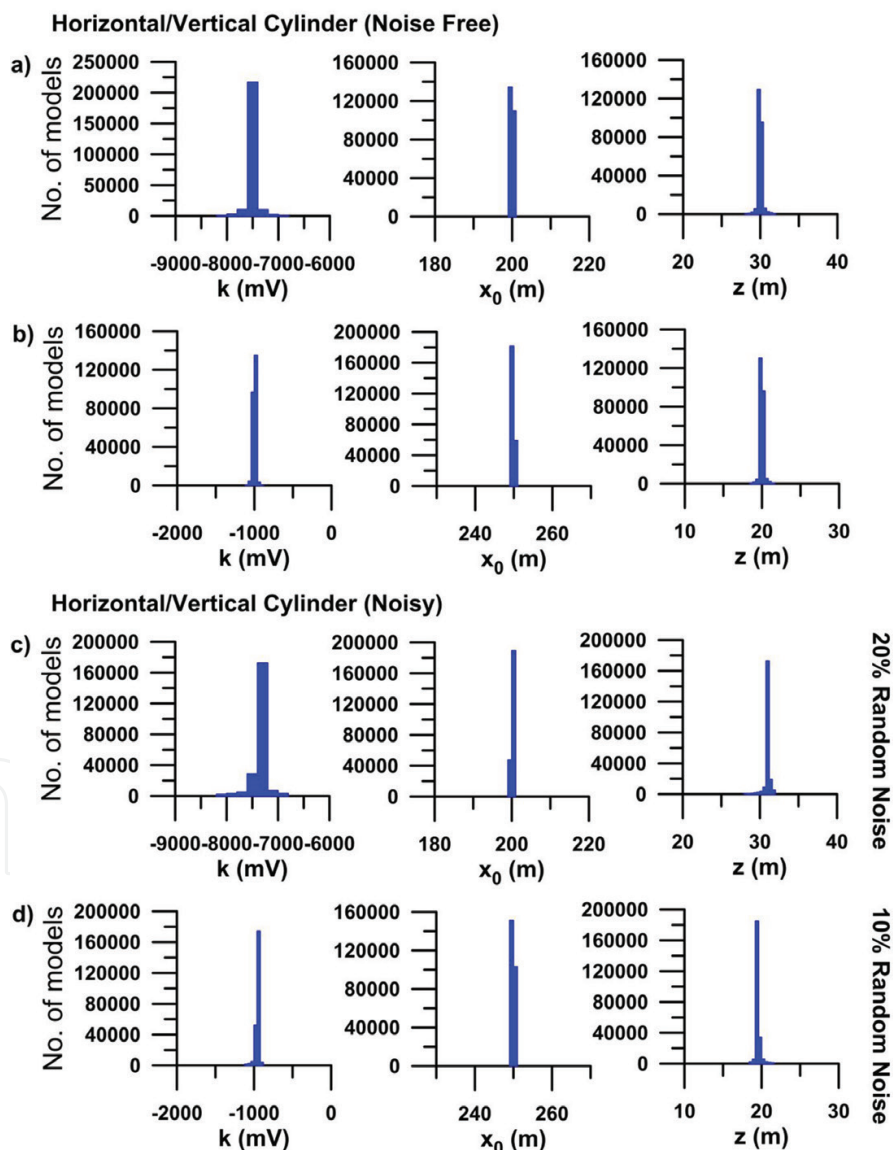 Horizontal/Vertical Cylinder (Noise Free)
a)
No. of models
250000
200000
150000
100000
50000
0
-9000 -8000 -7000 -6000
k (mV)
160000
120000
80000
40000
0
180 200 220
x0 (m)
160000
120000
80000
40000
0
20 30 40
z (m)
b)
No. of models
160000
120000
80000
40000
0
-2000 -1000 0
k (mV)
200000
160000
120000
80000
40000
0
240 260
x0 (m)
160000
120000
80000
40000
0
10 20 30
z (m)
Horizontal/Vertical Cylinder (Noisy)
c)
No. of models
200000
160000
120000
80000
40000
0
-9000 -8000 -7000 -6000
k (mV)
200000
160000
120000
80000
40000
0
180 200 220
x0 (m)
200000
160000
120000
80000
40000
0
20 30 40
z (m)
20% Random Noise
d)
No. of models
200000
160000
120000
80000
40000
0
-2000 -1000 0
k (mV)
160000
120000
80000
40000
0
240 260
x0 (m)
200000
160000
120000
80000
40000
0
10 20 30
z (m)
10% Random Noise